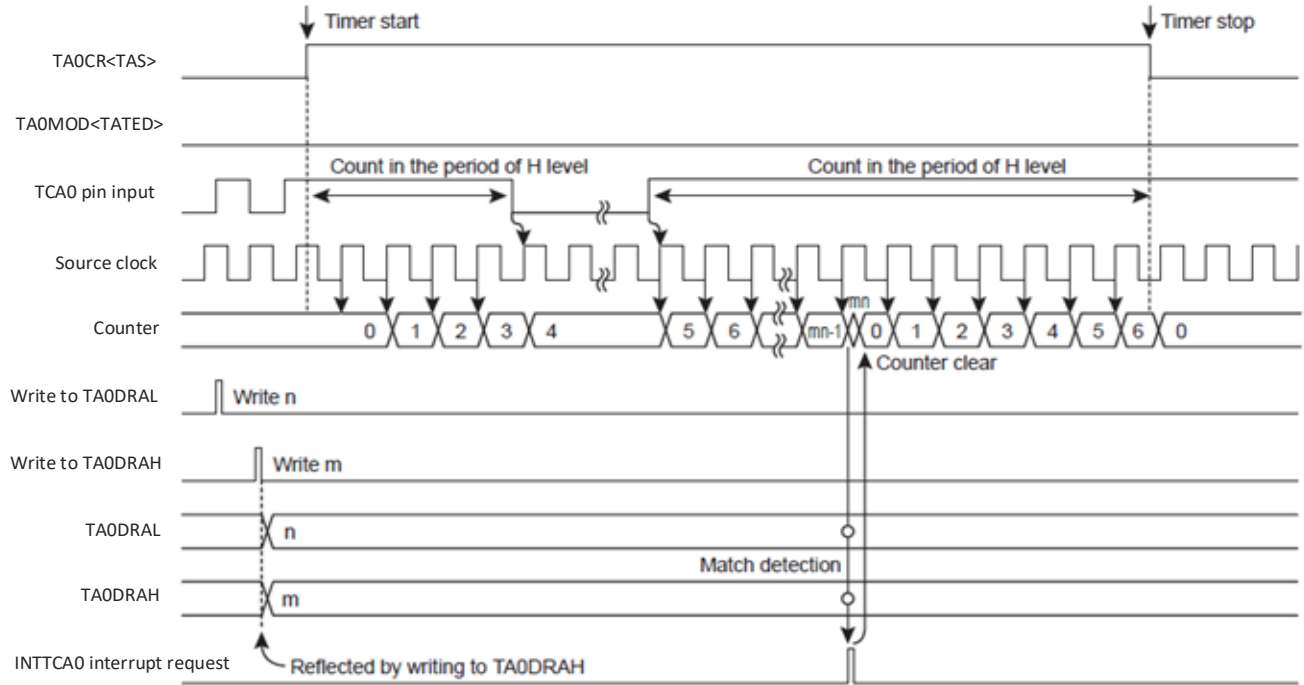 Timer start
Timer stop
TA0CR<TAS>
TA0MOD<TATED>
Count in the period of H level
Count in the period of H level
TCA0 pin input
Source clock
mn
Counter
0 1 2 3 4 5 6 mn-1 0 1 2 3 4 5 6 0
Counter clear
Write to TA0DRAL
Write n
Write to TA0DRAH
Write m
TA0DRAL
n
Match detection
TA0DRAH
m
INTTCA0 interrupt request
Reflected by writing to TA0DRAH